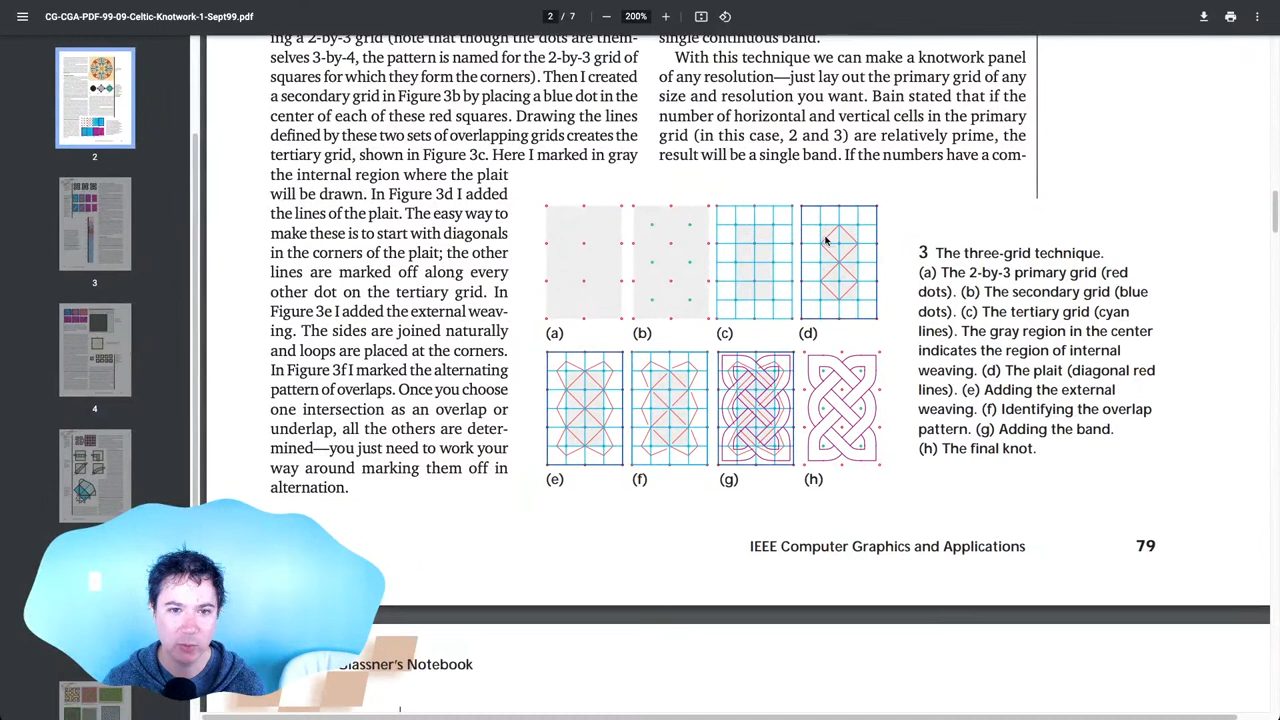 CG-CGA-PDF-99-09-Celtic-Knotwork-1-Sept99.pdf
2 / 7
200%
2
3
4
ing a 2-by-3 grid (note that though the dots are them-
selves 3-by-4, the pattern is named for the 2-by-3 grid of
squares for which they form the corners). Then I created
a secondary grid in Figure 3b by placing a blue dot in the
center of each of these red squares. Drawing the lines
defined by these two sets of overlapping grids creates the
tertiary grid, shown in Figure 3c. Here I marked in gray
the internal region where the plait
will be drawn. In Figure 3d I added
the lines of the plait. The easy way to
make these is to start with diagonals
in the corners of the plait; the other
lines are marked off along every
other dot on the tertiary grid. In
Figure 3e I added the external weav-
ing. The sides are joined naturally
and loops are placed at the corners.
In Figure 3f I marked the alternating
pattern of overlaps. Once you choose
one intersection as an overlap or
underlap, all the others are deter-
mined—you just need to work your
way around marking them off in
alternation.
single continuous band.
With this technique we can make a knotwork panel
of any resolution—just lay out the primary grid of any
size and resolution you want. Bain stated that if the
number of horizontal and vertical cells in the primary
grid (in this case, 2 and 3) are relatively prime, the
result will be a single band. If the numbers have a com-
(a)
(b)
(c)
(d)
(e)
(f)
(g)
(h)
3 The three-grid technique.
(a) The 2-by-3 primary grid (red
dots). (b) The secondary grid (blue
dots). (c) The tertiary grid (cyan
lines). The gray region in the center
indicates the region of internal
weaving. (d) The plait (diagonal red
lines). (e) Adding the external
weaving. (f) Identifying the overlap
pattern. (g) Adding the band.
(h) The final knot.
IEEE Computer Graphics and Applications
79
Glassner's Notebook